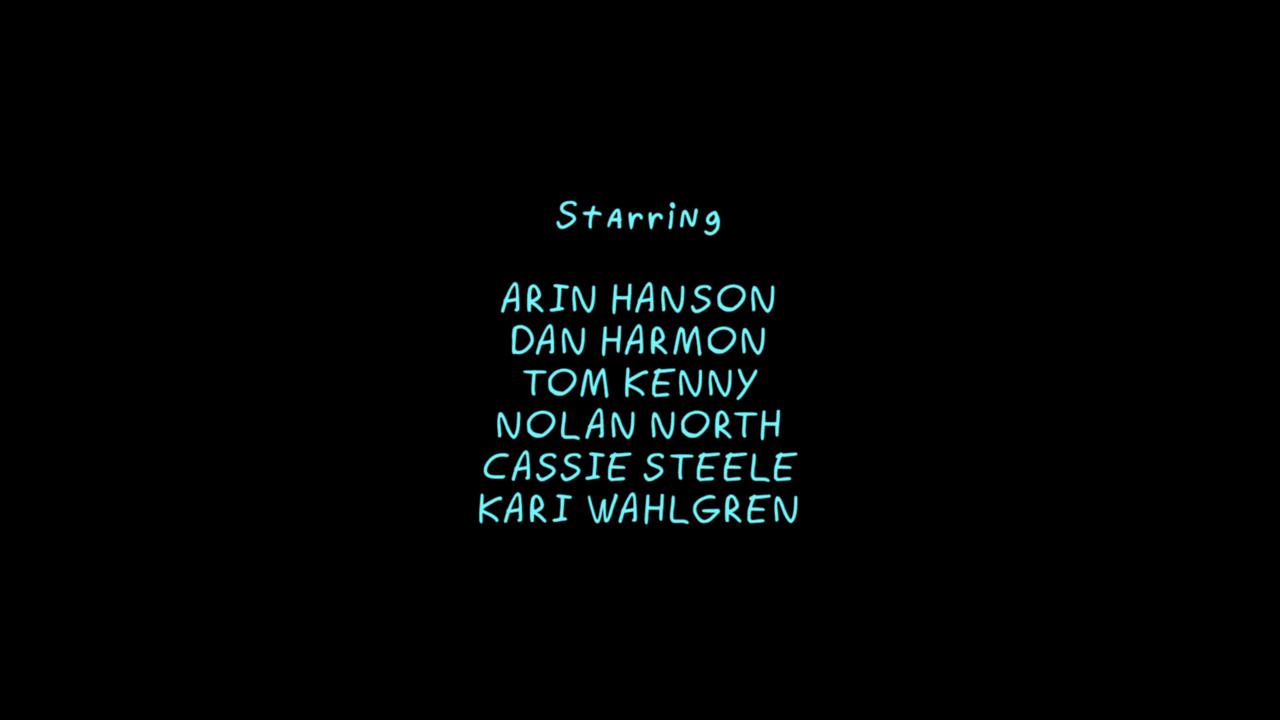 Starring
ARIN HANSON
DAN HARMON
TOM KENNY
NOLAN NORTH
CASSIE STEELE
KARI WAHLGREN